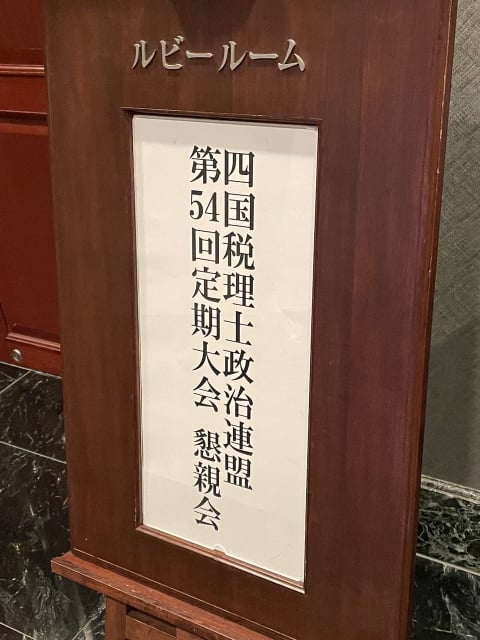 ルビールーム
四国税理士政治連盟
第54回定期大会 懇親会